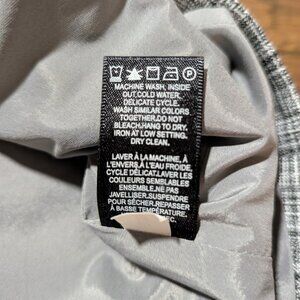 MACHINE WASH, INSIDE
OUT,COLD WATER,
DELICATE CYCLE.
WASH SIMILAR COLORS
TOGETHER.DO NOT
BLEACH.HANG TO DRY.
IRON AT LOW SETTING.
DRY CLEAN.
LAVER À LA MACHINE, À
L'ENVERS,À L'EAU FROIDE,
CYCLE DÉLICAT.LAVER LES
COULEURS SEMBLABLES
ENSEMBLE.NE PAS
JAVELLISER.SUSPENDRE
POUR SÉCHER.REPASSER
À BASSE TEMPÉRATURE.